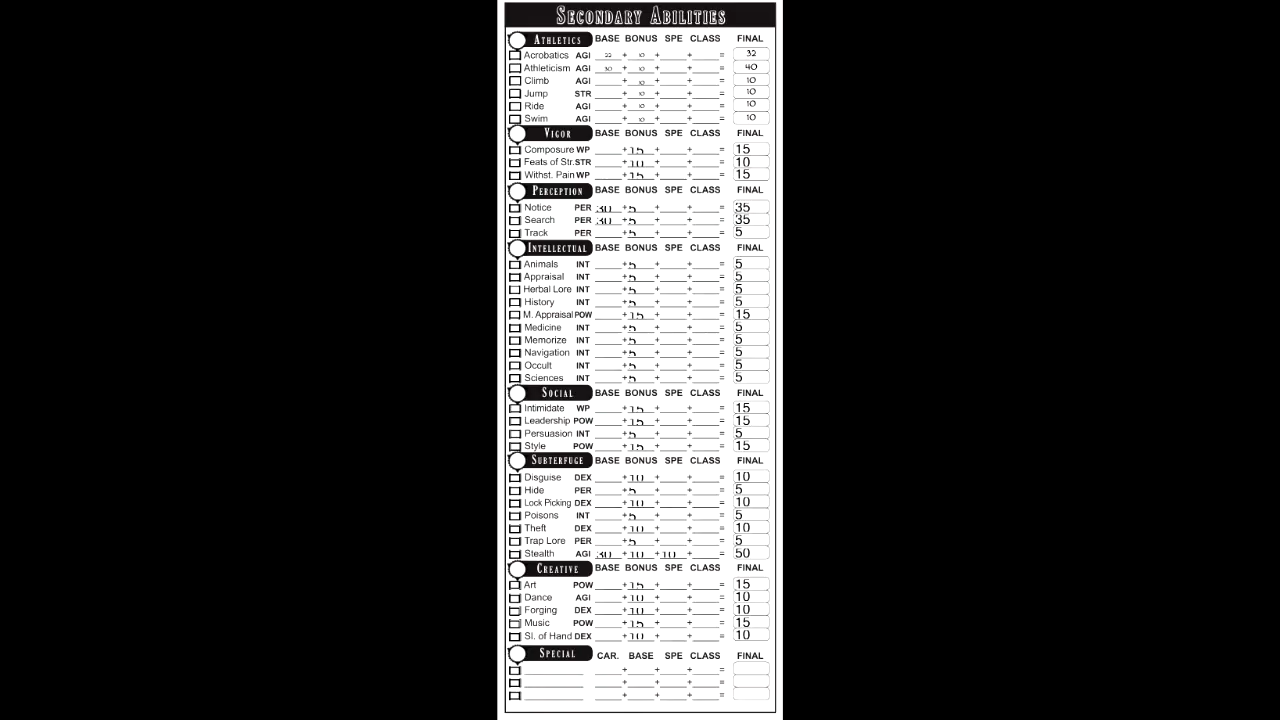 SECONDARY ABILITIES
ATHLETICS BASE BONUS SPE CLASS FINAL
Acrobatics AGI 22 + 10 + + = 32
Athleticism AGI 30 + 10 + + = 40
Climb AGI + 10 + + = 10
Jump STR + 10 + + = 10
Ride AGI + 10 + + = 10
Swim AGI + 10 + + = 10
VIGOR BASE BONUS SPE CLASS FINAL
Composure WP + 15 + + = 15
Feats of Str. STR + 10 + + = 10
Withst. Pain WP + 15 + + = 15
PERCEPTION BASE BONUS SPE CLASS FINAL
Notice PER 30 + 5 + + = 35
Search PER 30 + 5 + + = 35
Track PER + 5 + + = 5
INTELLECTUAL BASE BONUS SPE CLASS FINAL
Animals INT + 5 + + = 5
Appraisal INT + 5 + + = 5
Herbal Lore INT + 5 + + = 5
History INT + 5 + + = 5
M. Appraisal POW + 15 + + = 15
Medicine INT + 5 + + = 5
Memorize INT + 5 + + = 5
Navigation INT + 5 + + = 5
Occult INT + 5 + + = 5
Sciences INT + 5 + + = 5
SOCIAL BASE BONUS SPE CLASS FINAL
Intimidate WP + 15 + + = 15
Leadership POW + 15 + + = 15
Persuasion INT + 5 + + = 5
Style POW + 15 + + = 15
SUBTERFUGE BASE BONUS SPE CLASS FINAL
Disguise DEX + 10 + + = 10
Hide PER + 5 + + = 5
Lock Picking DEX + 10 + + = 10
Poisons INT + 5 + + = 5
Theft DEX + 10 + + = 10
Trap Lore PER + 5 + + = 5
Stealth AGI 30 + 10 + 10 + = 50
CREATIVE BASE BONUS SPE CLASS FINAL
Art POW + 15 + + = 15
Dance AGI + 10 + + = 10
Forging DEX + 10 + + = 10
Music POW + 15 + + = 15
Sl. of Hand DEX + 10 + + = 10
SPECIAL CAR. BASE SPE CLASS FINAL
+ + + =
+ + + =
+ + + =